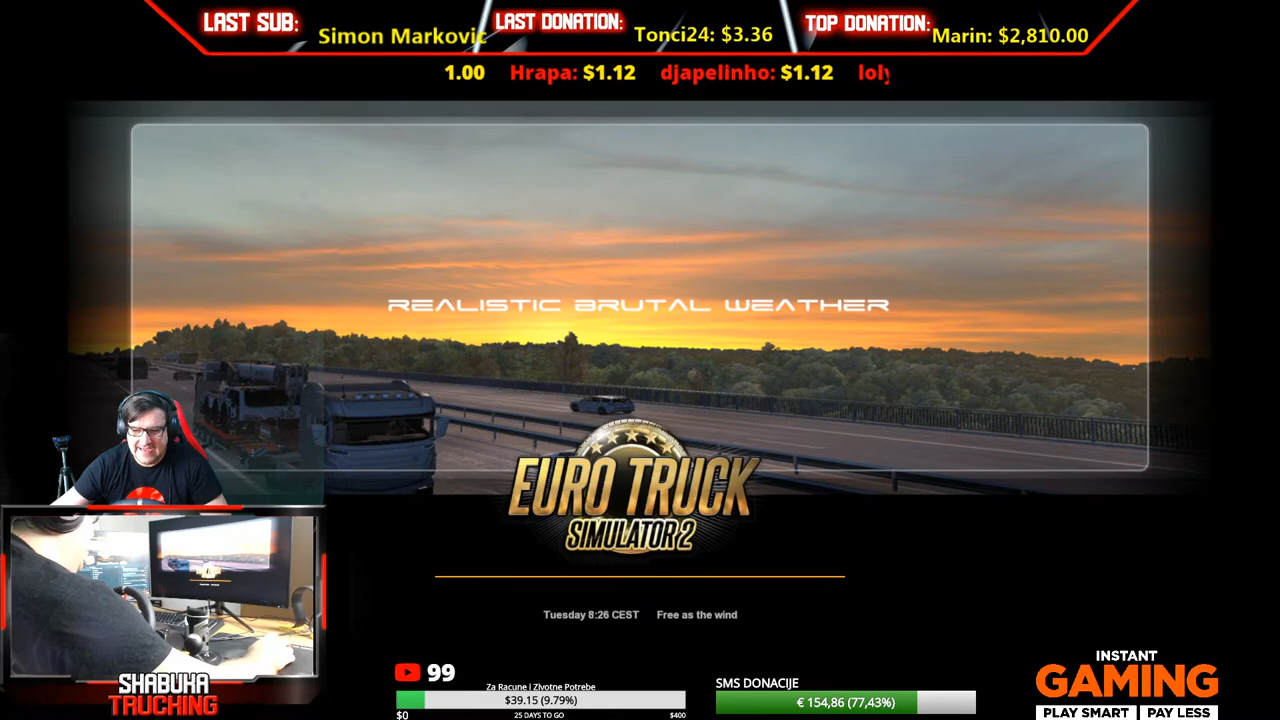 LAST SUB: Simon Markovic LAST DONATION: Tonci24: $3.36 TOP DONATION: Marin: $2,810.00
1.00 Hrapa: $1.12 djapelinho: $1.12 loly
REALISTIC BRUTAL WEATHER
EURO TRUCK
SIMULATOR 2
Tuesday 8:26 CEST Free as the wind
SHABUKA
TRUCHING
99
Za Racune i Zivotne Potrebe
$39.15 (9.79%)
$0 25 DAYS TO GO $400
SMS DONACIJE
€ 154,86 (77,43%)
INSTANT
GAMING
PLAY SMART PAY LESS